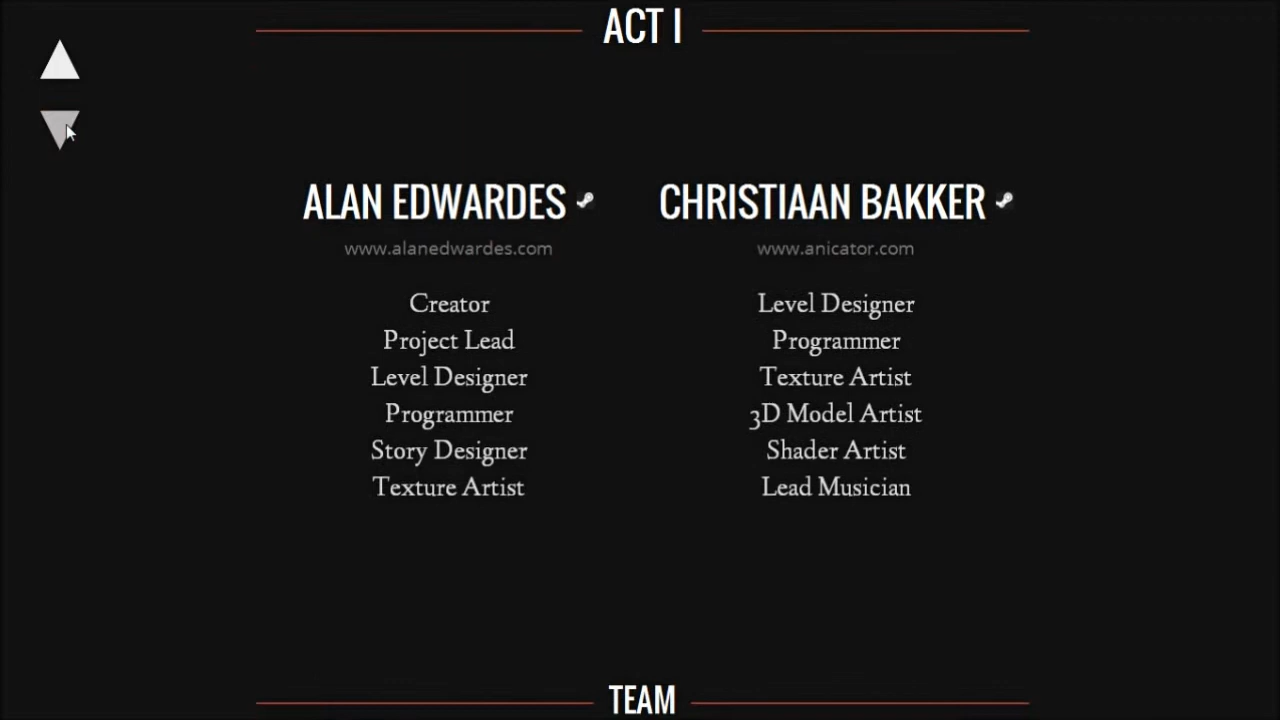 ACT I
ALAN EDWARDES
www.alanedwardes.com
Creator
Project Lead
Level Designer
Programmer
Story Designer
Texture Artist
CHRISTIAAN BAKKER
www.anicator.com
Level Designer
Programmer
Texture Artist
3D Model Artist
Shader Artist
Lead Musician
TEAM